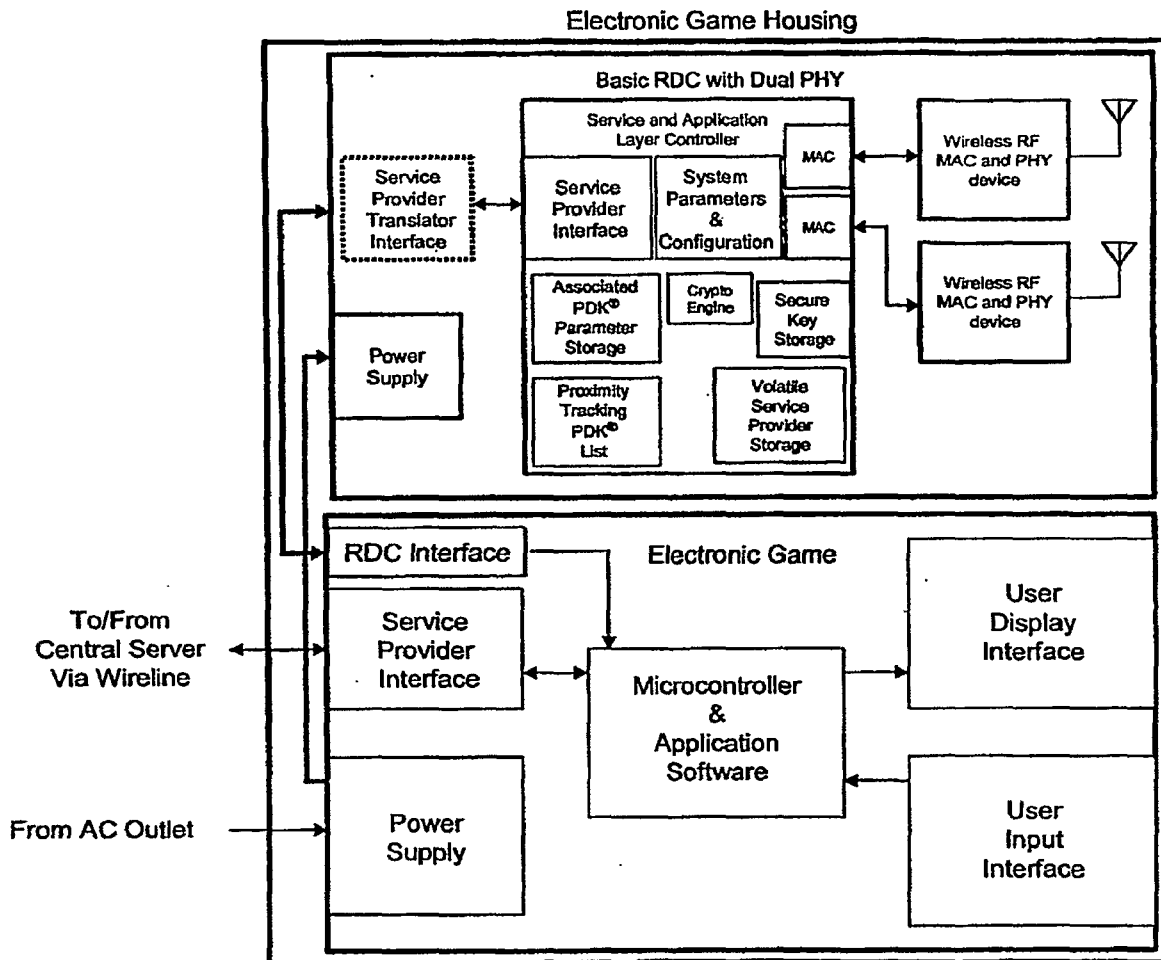 Electronic Game Housing
Basic RDC with Dual PHY
Service and Application
Layer Controller
MAC
MAC
Wireless RF
MAC and PHY
device
Wireless RF
MAC and PHY
device
Service
Provider
Translator
Interface
Service
Provider
Interface
System
Parameters
&
Configuration
Associated
PDK®
Parameter
Storage
Crypto
Engine
Secure
Key
Storage
Power
Supply
Proximity
Tracking
PDK®
List
Volatile
Service
Provider
Storage
RDC Interface
Electronic Game
To/From
Central Server
Via Wireline
Service
Provider
Interface
Microcontroller
&
Application
Software
User
Display
Interface
From AC Outlet
Power
Supply
User
Input
Interface